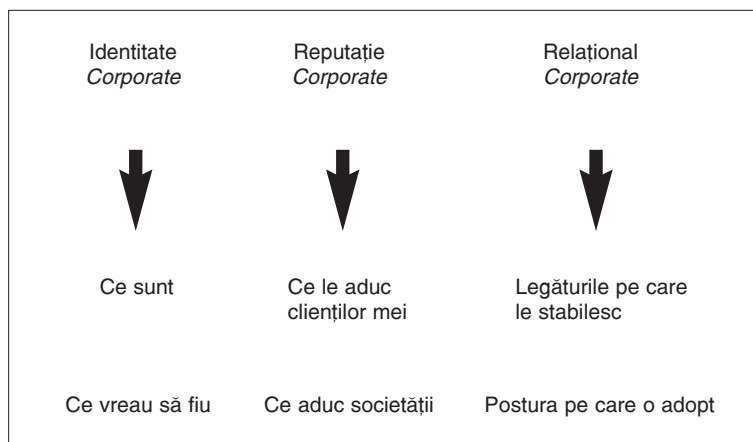 Identitate
Corporate
Reputație
Corporate
Relațional
Corporate
Ce sunt
Ce le aduc
clienților mei
Legăturile pe care
le stabilesc
Ce vreau să fiu
Ce aduc societății
Postura pe care o adopt